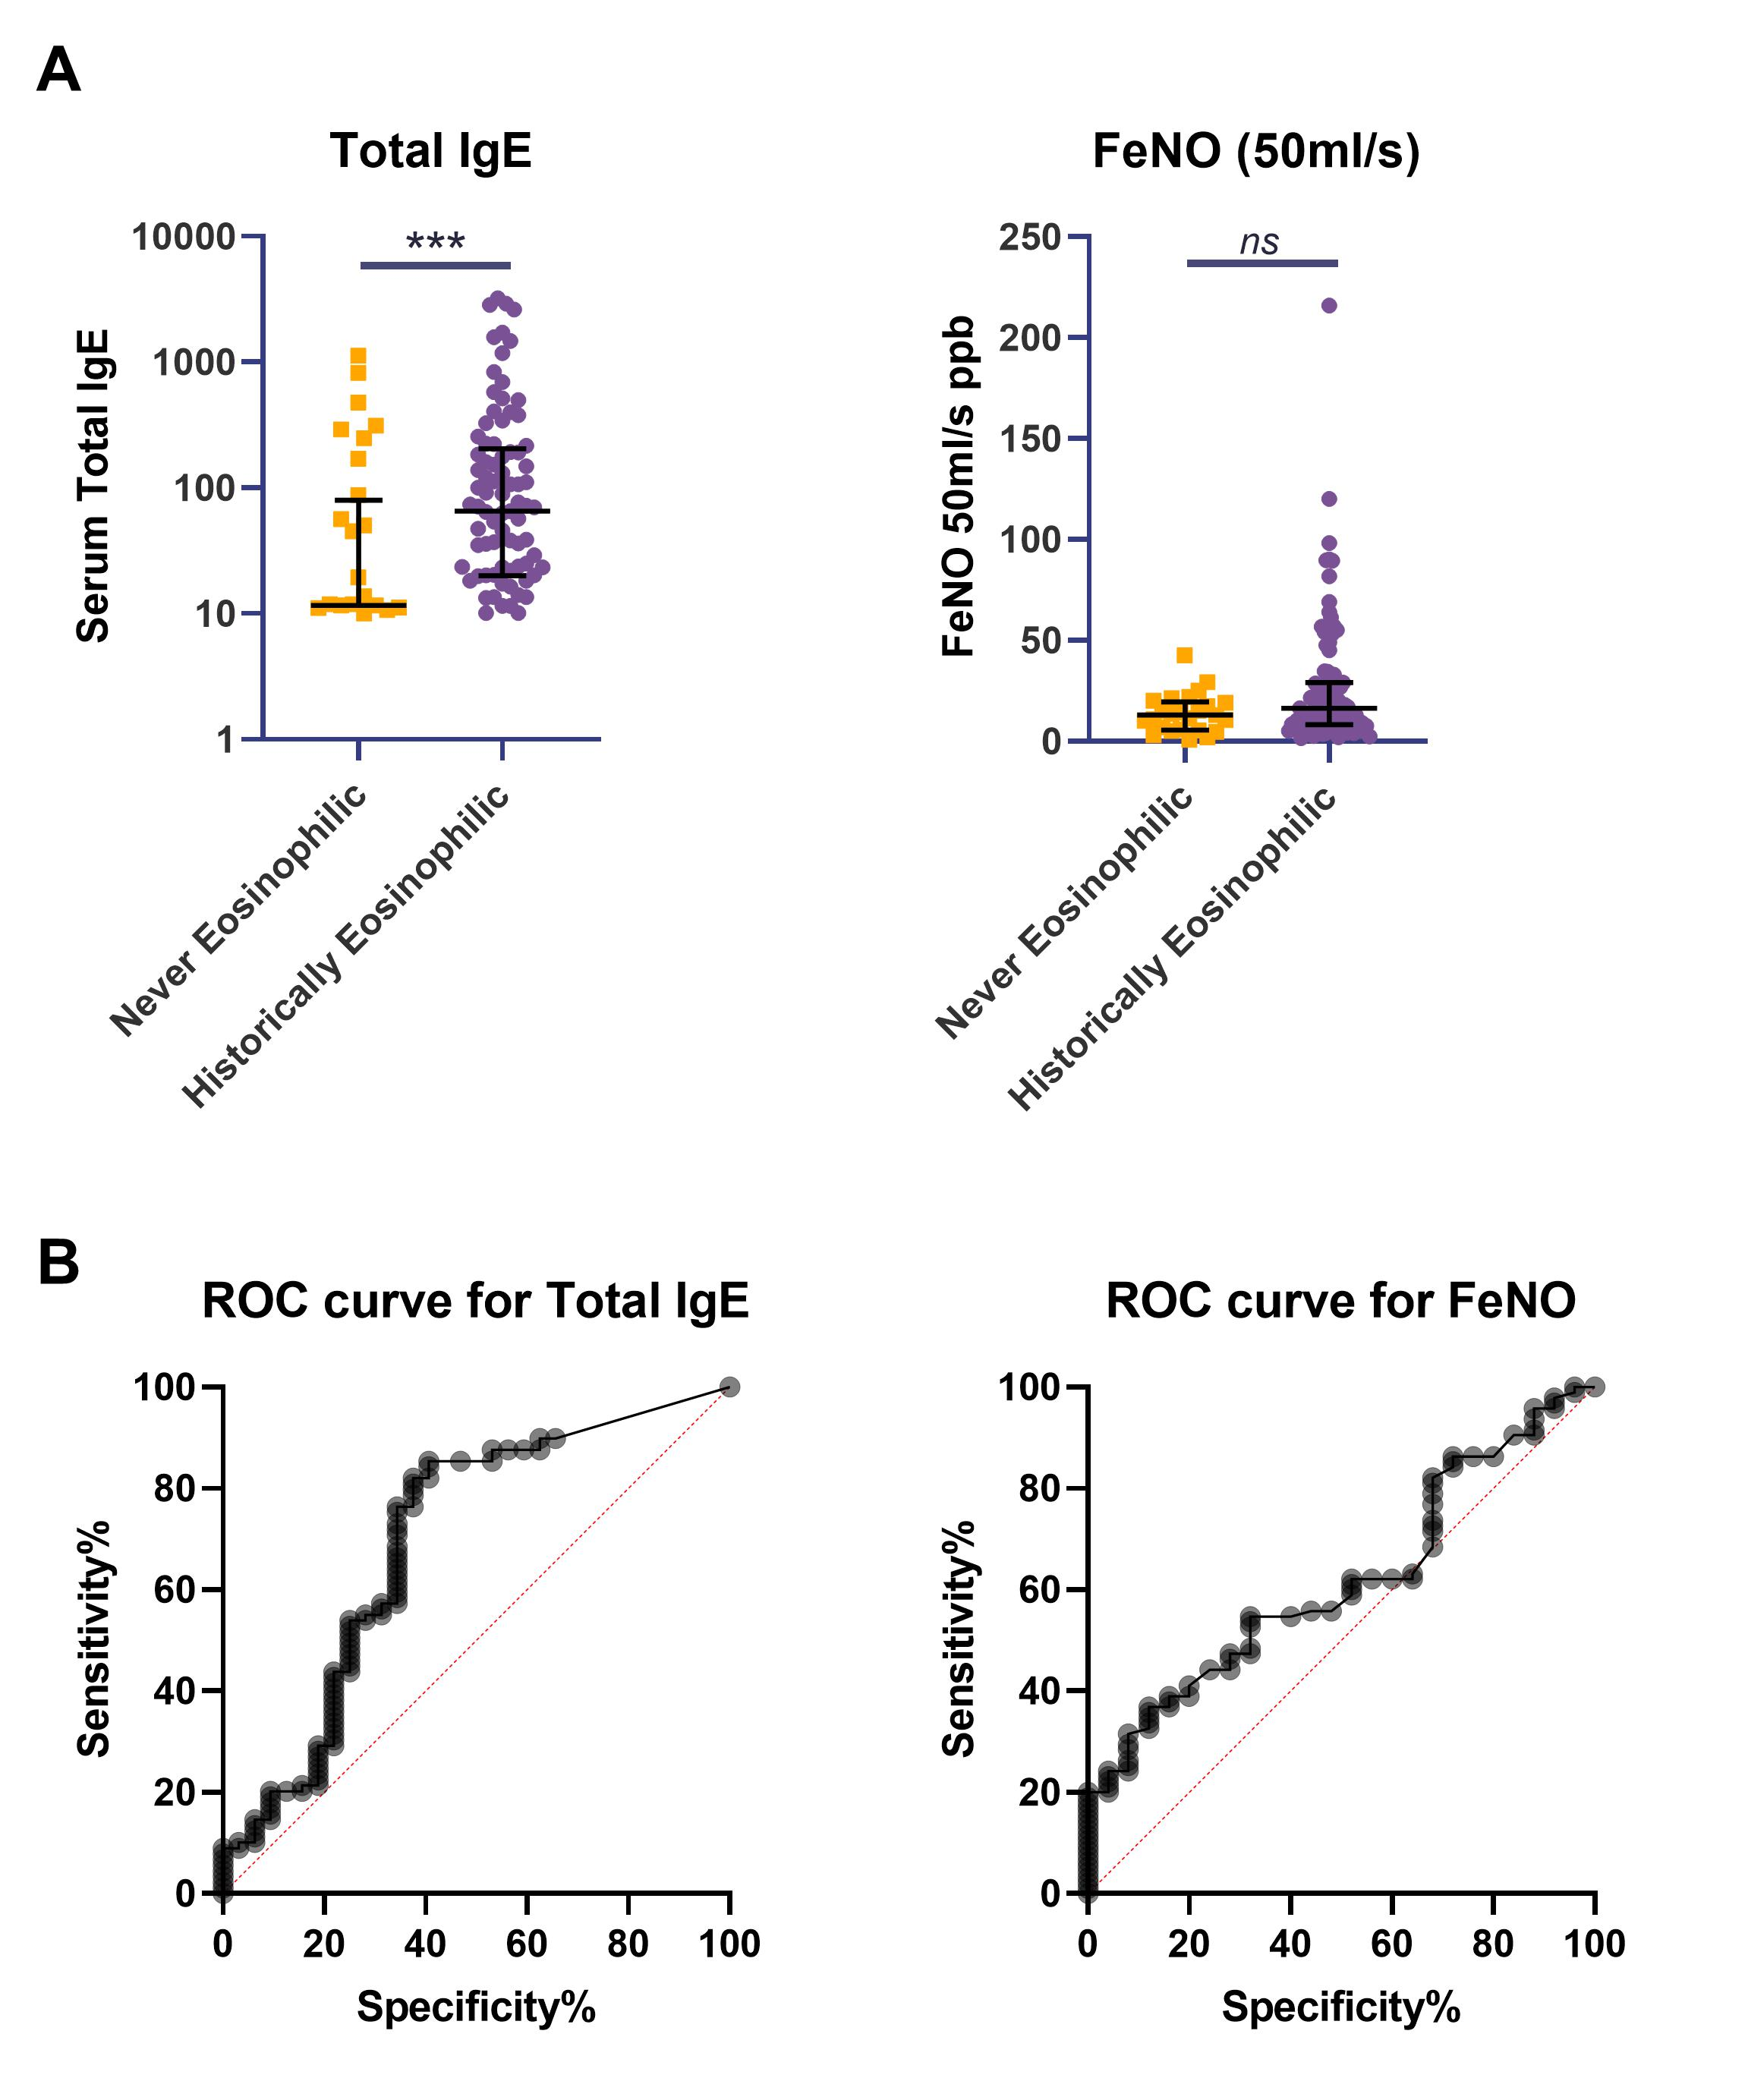 A
Total IgE
FeNO (50ml/s)
Serum Total IgE
10000
1000
100
10
1
***
Never Eosinophilic
Historically Eosinophilic
FeNO 50ml/s ppb
250
200
150
100
50
0
ns
Never Eosinophilic
Historically Eosinophilic
B
ROC curve for Total IgE
ROC curve for FeNO
Sensitivity%
100
80
60
40
20
0
0 20 40 60 80 100
Specificity%
Sensitivity%
100
80
60
40
20
0
0 20 40 60 80 100
Specificity%